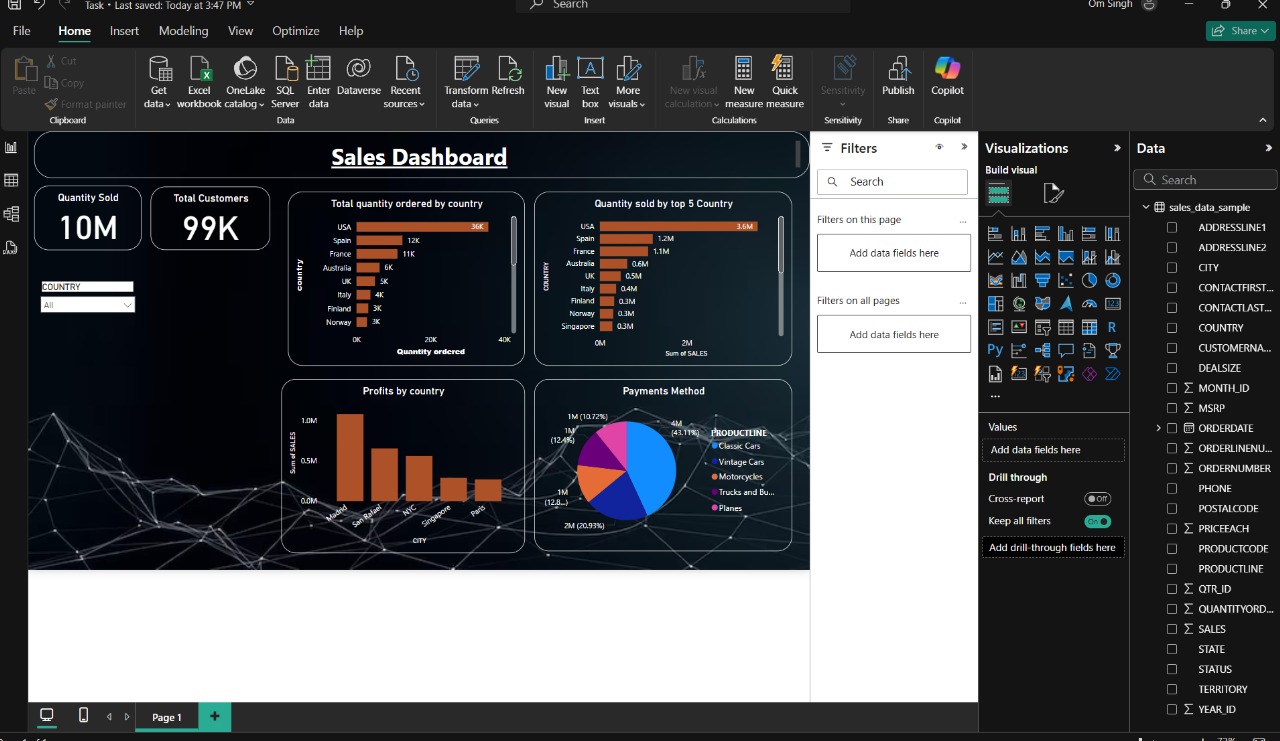 Task • Last saved: Today at 3:47 PM
Search
Om Singh
File Home Insert Modeling View Optimize Help
Share
Paste
Cut
Copy
Format painter
Clipboard
Get data
Excel workbook
OneLake catalog
SQL Server
Enter data
Dataverse
Recent sources
Data
Transform data
Refresh
Queries
New visual
Text box
More visuals
Insert
New visual calculation
New measure
Quick measure
Calculations
Sensitivity
Sensitivity
Publish
Share
Copilot
Copilot
Sales Dashboard
Quantity Sold
10M
Total Customers
99K
COUNTRY
All
Total quantity ordered by country
country
USA 36K
Spain 12K
France 11K
Australia 6K
UK 5K
Italy 4K
Finland 3K
Norway 3K
0K 20K 40K
Quantity ordered
Quantity sold by top 5 Country
COUNTRY
USA 3.6M
Spain 1.2M
France 1.1M
Australia 0.6M
UK 0.5M
Italy 0.4M
Finland 0.3M
Norway 0.3M
Singapore 0.3M
0M 2M
Sum of SALES
Profits by country
Sum of SALES
1.0M
0.5M
0.0M
Madrid San Rafael NYC Singapore Paris
CITY
Payments Method
1M (10.72%)
1M
(12.4%)
1M
(12.8...)
2M (20.93%)
4M
(43.11%)
PRODUCTLINE
Classic Cars
Vintage Cars
Motorcycles
Trucks and Bu...
Planes
Filters
Search
Filters on this page ...
Add data fields here
Filters on all pages ...
Add data fields here
Visualizations
Build visual
123
R
Py
123
...
Values
Add data fields here
Drill through
Cross-report Off
Keep all filters On
Add drill-through fields here
Data
Search
sales_data_sample
ADDRESSLINE1
ADDRESSLINE2
CITY
CONTACTFIRST...
CONTACTLAST...
COUNTRY
CUSTOMERNA...
DEALSIZE
MONTH_ID
MSRP
ORDERDATE
ORDERLINENU...
ORDERNUMBER
PHONE
POSTALCODE
PRICEEACH
PRODUCTCODE
PRODUCTLINE
QTR_ID
QUANTITYORD...
SALES
STATE
STATUS
TERRITORY
YEAR_ID
Page 1